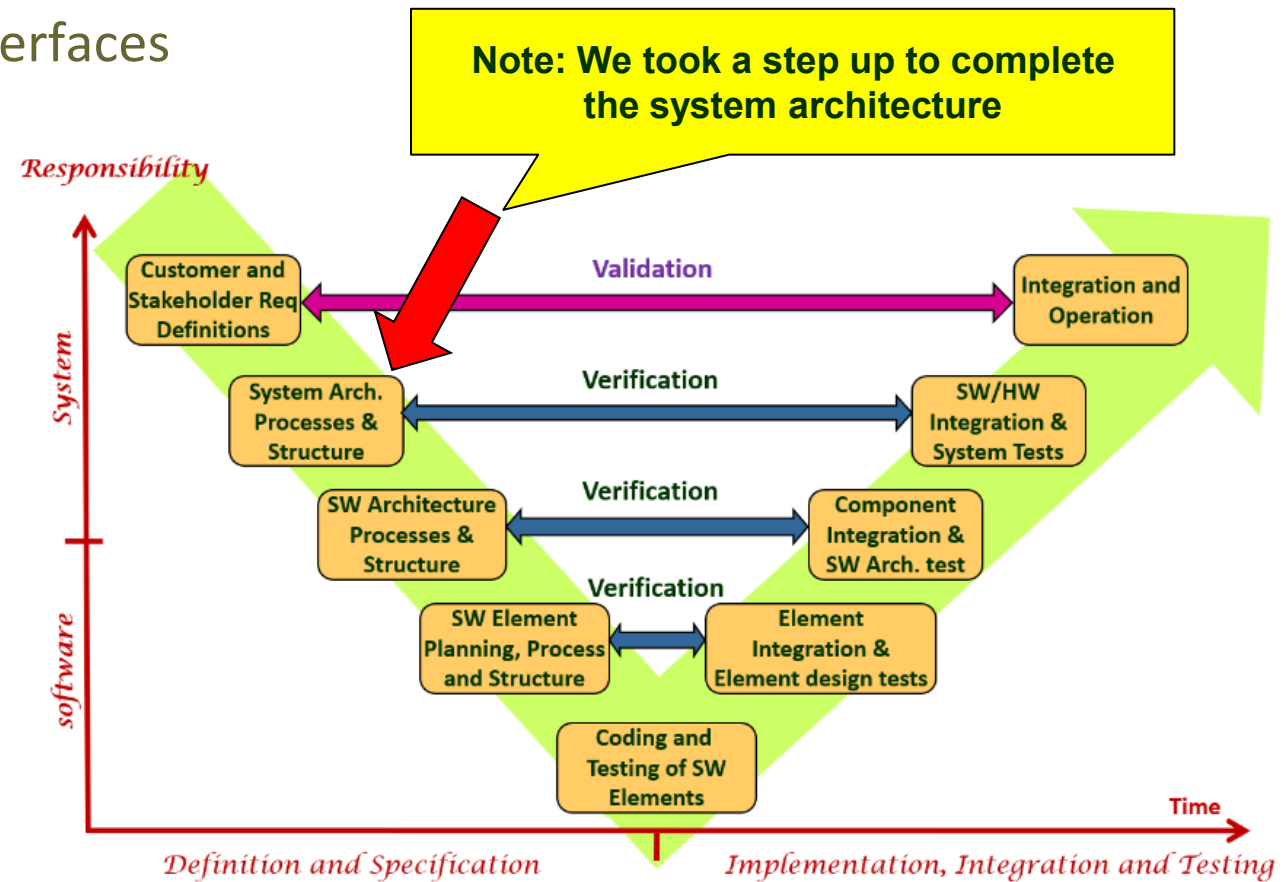 erfaces
Note: We took a step up to complete
the system architecture
Responsibility
Customer and
Stakeholder Req
Definitions
Validation
Integration and
Operation
System
System Arch.
Processes &
Structure
Verification
SW/HW
Integration &
System Tests
SW Architecture
Processes &
Structure
Verification
Component
Integration &
SW Arch. test
software
SW Element
Planning, Process
and Structure
Verification
Element
Integration &
Element design tests
Coding and
Testing of SW
Elements
Time
Definition and Specification
Implementation, Integration and Testing